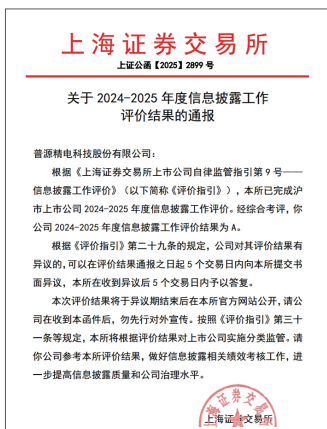 上海证券交易所
上证公函【2025】2899 号
关于 2024-2025 年度信息披露工作
评价结果的通报
普源精电科技股份有限公司：
根据《上海证券交易所上市公司自律监管指引第 9 号——
信息披露工作评价》（以下简称《评价指引》），本所已完成沪
市上市公司 2024-2025 年度信息披露工作评价。经综合考评，你
公司 2024-2025 年度信息披露工作评价结果为 A。
根据《评价指引》第二十九条的规定，公司对其评价结果有
异议的，可以在评价结果通报之日起 5 个交易日内向本所提交书
面异议，本所在收到异议后 5 个交易日内予以答复。
本次评价结果将于异议期结束后在本所官方网站公开，请公
司在收到本函件后，勿先行对外宣传。按照《评价指引》第三十
一条等规定，本所将根据评价结果对上市公司实施分类监管。请
你公司参考本所评价结果，做好信息披露相关绩效考核工作，进
一步提高信息披露质量和公司治理水平。
上海证券交易所
上海证券交易所